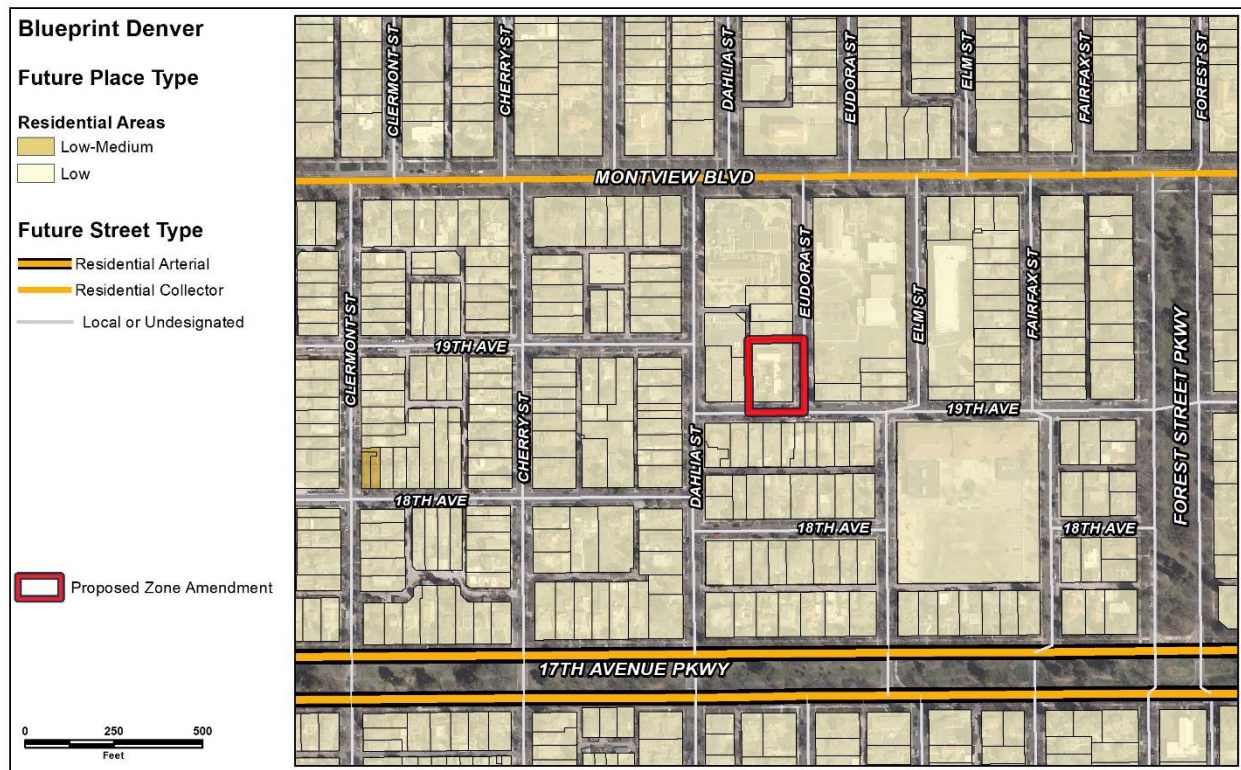 Blueprint Denver
Future Place Type
Residential Areas
Low-Medium
Low
Future Street Type
Residential Arterial
Residential Collector
Local or Undesignated
Proposed Zone Amendment
0 250 500
Feet
CLERMONT ST
CHERRY ST
DAHLIA ST
EUDORA ST
ELM ST
FAIRFAX ST
FOREST ST
MONTVIEW BLVD
EUDORA ST
ELM ST
FAIRFAX ST
CLERMONT ST
19TH AVE
CHERRY ST
DAHLIA ST
19TH AVE
FOREST STREET PKWY
18TH AVE
18TH AVE
18TH AVE
17TH AVENUE PKWY